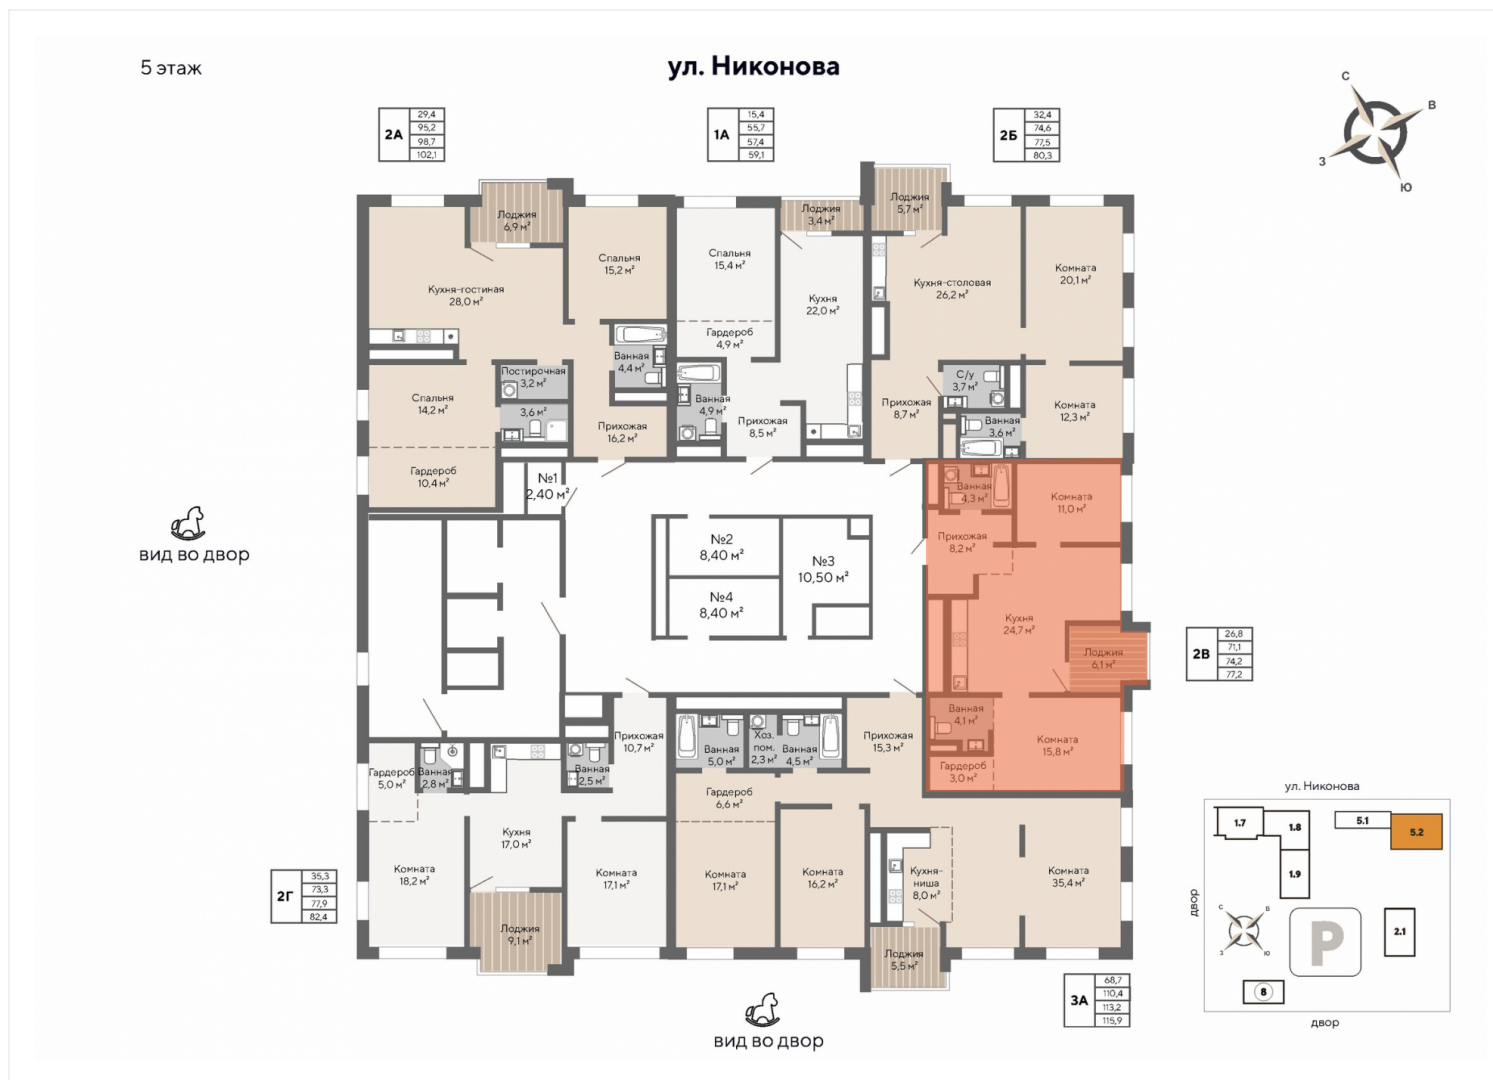 5 этаж
ул. Никонова
С
В
З
Ю
2А
29,4
95,2
98,7
102,1
1А
15,4
55,7
57,4
59,1
2Б
32,4
74,6
77,5
80,3
Лоджия
6,9 м²
Спальня
15,2 м²
Кухня-гостиная
28,0 м²
Ванная
4,4 м²
Постирочная
3,2 м²
3,6 м²
Спальня
14,2 м²
Прихожая
16,2 м²
Гардероб
10,4 м²
Спальня
15,4 м²
Лоджия
3,4 м²
Кухня
22,0 м²
Гардероб
4,9 м²
Ванная
4,9 м²
Прихожая
8,5 м²
Лоджия
5,7 м²
Кухня-столовая
26,2 м²
Комната
20,1 м²
С/у
3,7 м²
Прихожая
8,7 м²
Комната
12,3 м²
Ванная
3,6 м²
№1
2,40 м²
№2
8,40 м²
№3
10,50 м²
№4
8,40 м²
Ванная
4,3 м²
Комната
11,0 м²
Прихожая
8,2 м²
Кухня
24,7 м²
Лоджия
6,1 м²
Ванная
4,1 м²
Комната
15,8 м²
Гардероб
3,0 м²
2В
26,8
71,1
74,2
77,2
вид во двор
Прихожая
10,7 м²
Гардероб
5,0 м²
Ванная
2,8 м²
Ванная
2,5 м²
Кухня
17,0 м²
Комната
18,2 м²
Комната
17,1 м²
Лоджия
9,1 м²
2Г
35,3
73,3
77,9
82,4
Ванная
5,0 м²
Хоз.
пом.
2,3 м²
Ванная
4,5 м²
Прихожая
15,3 м²
Гардероб
6,6 м²
Комната
17,1 м²
Комната
16,2 м²
Кухня-
ниша
8,0 м²
Комната
35,4 м²
Лоджия
5,5 м²
3А
68,7
110,4
113,2
115,9
вид во двор
ул. Никонова
1.7
1.8
5.1
5.2
1.9
двор
С
В
З
Ю
P
2.1
8
двор